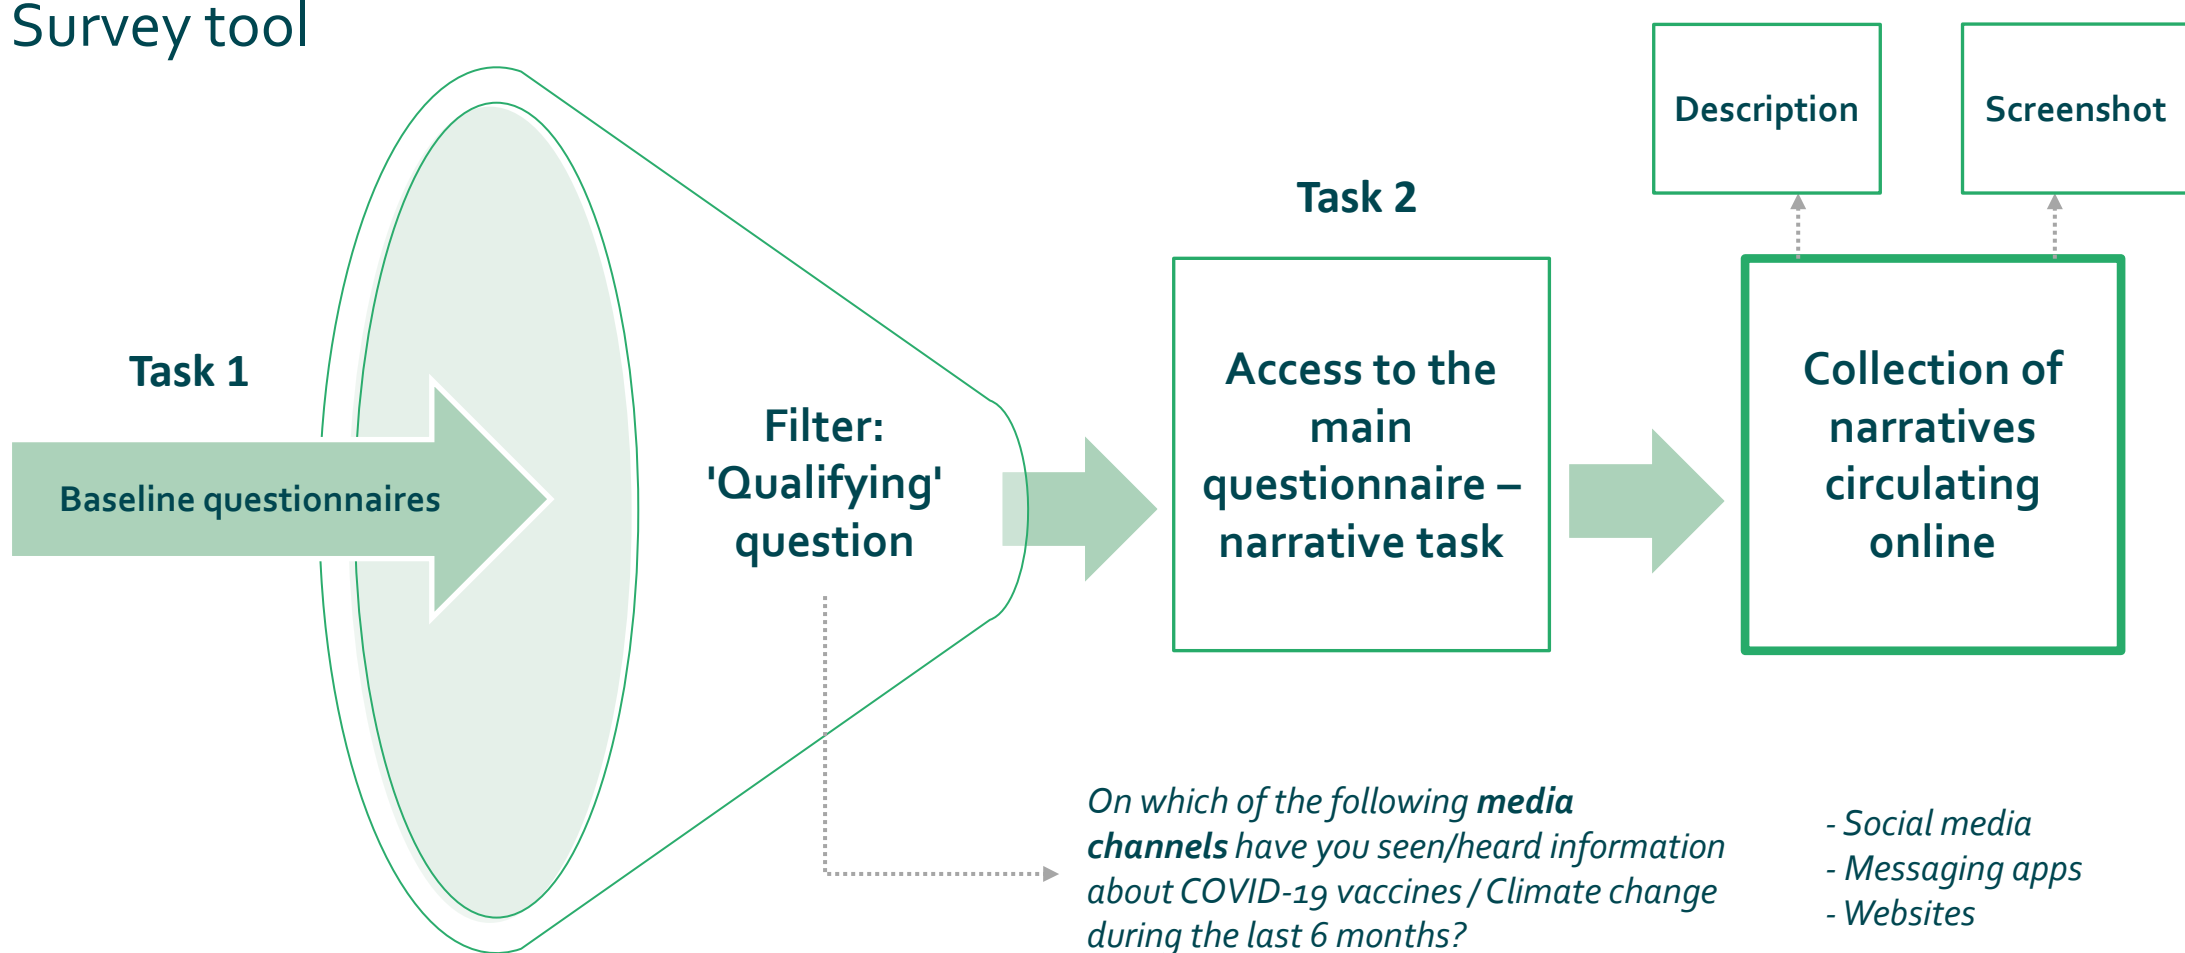 Survey tool
Task 1
Baseline questionnaires
Filter:
'Qualifying'
question
Task 2
Access to the
main
questionnaire –
narrative task
Description
Screenshot
Collection of
narratives
circulating
online
On which of the following media
channels have you seen/heard information
about COVID-19 vaccines / Climate change
during the last 6 months?
- Social media
- Messaging apps
- Websites